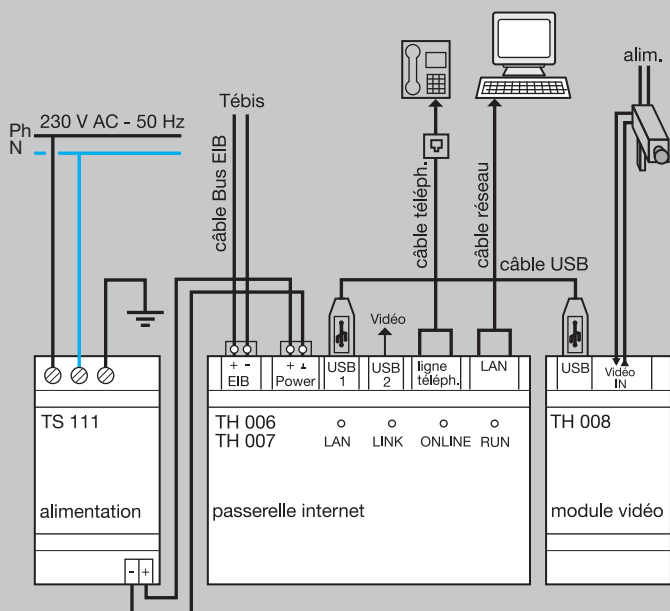 alim.
Tébis
230 V AC - 50 Hz
Ph
N
câble Bus EIB
câble téléph.
câble réseau
câble USB
Vidéo
+ -
EIB
+
Power
USB
1
USB
2
ligne
téléph.
LAN
USB
Vidéo
IN
TS 111
TH 006
TH 007
LAN
LINK
ONLINE
RUN
TH 008
alimentation
passerelle internet
module vidéo
- +